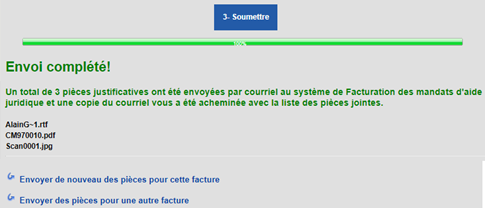 3- Soumettre
100%
Envoi complété!
Un total de 3 pièces justificatives ont été envoyées par courriel au système de Facturation des mandats d'aide
juridique et une copie du courriel vous a été acheminée avec la liste des pièces jointes.
AlainG~1.rtf
CM970010.pdf
Scan0001.jpg
Envoyer de nouveau des pièces pour cette facture
Envoyer des pièces pour une autre facture